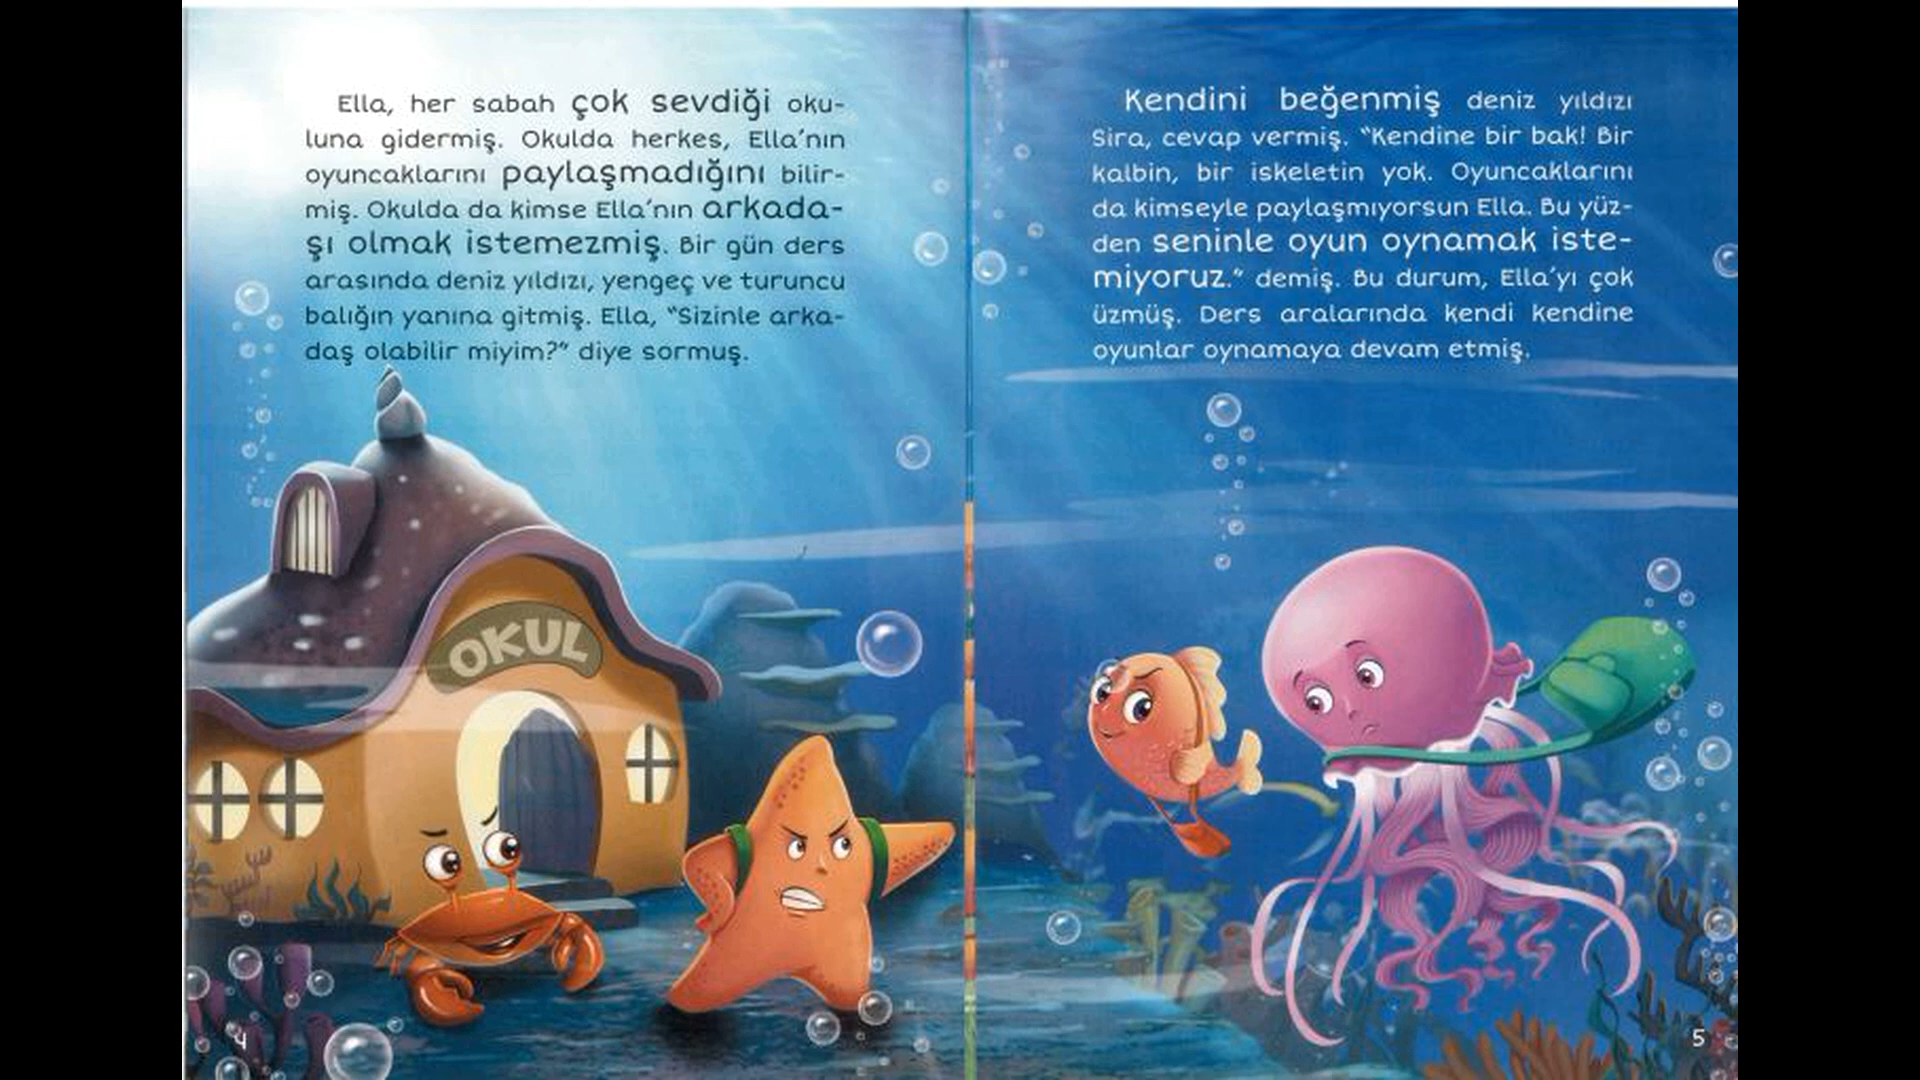 Ella, her sabah çok sevdiği oku-
luna gidermiş. Okulda herkes, Ella’nın
oyuncaklarını paylaşmadığını bilir-
miş. Okulda da kimse Ella’nın arkada-
şı olmak istemezmiş. Bir gün ders
arasında deniz yıldızı, yengeç ve turuncu
balığın yanına gitmiş. Ella, “Sizinle arka-
daş olabilir miyim?” diye sormuş.
OKUL
4
Kendini beğenmiş deniz yıldızı
Sira, cevap vermiş. “Kendine bir bak! Bir
kalbin, bir iskeletin yok. Oyuncaklarını
da kimseyle paylaşmıyorsun Ella. Bu yüz-
den seninle oyun oynamak iste-
miyoruz.” demiş. Bu durum, Ella’yı çok
üzmüş. Ders aralarında kendi kendine
oyunlar oynamaya devam etmiş.
5